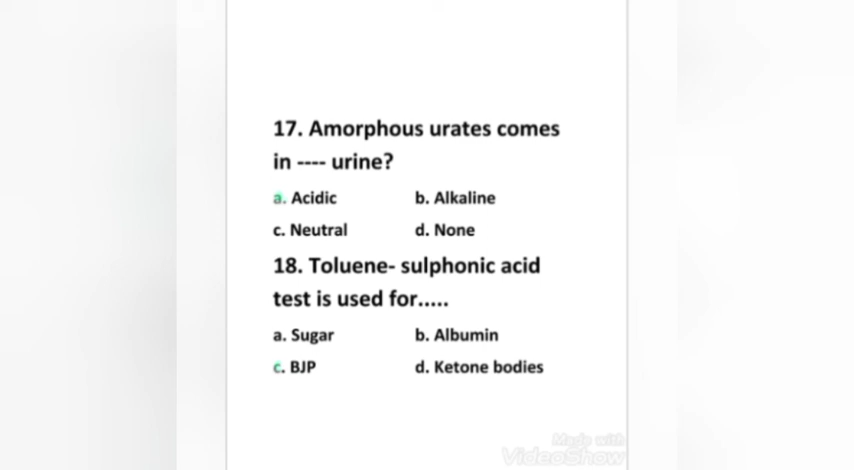 17. Amorphous urates comes
in ---- urine?
a. Acidic b. Alkaline
c. Neutral d. None
18. Toluene- sulphonic acid
test is used for.....
a. Sugar b. Albumin
c. BJP d. Ketone bodies
Made with
VideoShow